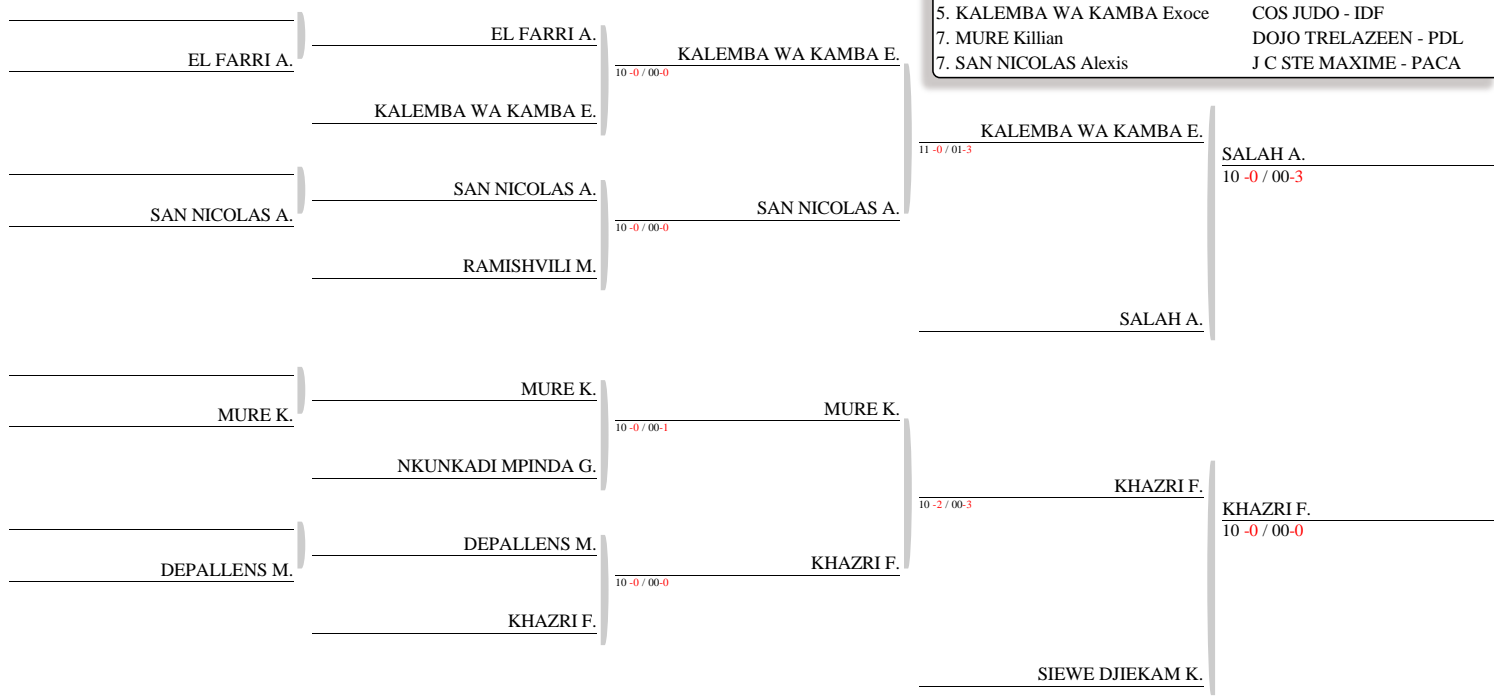 5. KALEMBA WA KAMBA Exoce COS JUDO - IDF
7. MURE Killian DOJO TRELAZEEN - PDL
7. SAN NICOLAS Alexis J C STE MAXIME - PACA
EL FARRI A.
EL FARRI A.
KALEMBA WA KAMBA E.
10 -0 / 00-0
KALEMBA WA KAMBA E.
KALEMBA WA KAMBA E.
11 -0 / 01-3
SALAH A.
10 -0 / 00-3
SAN NICOLAS A.
SAN NICOLAS A.
SAN NICOLAS A.
10 -0 / 00-0
RAMISHVILI M.
SALAH A.
MURE K.
MURE K.
MURE K.
10 -0 / 00-1
NKUNKADI MPINDA G.
KHAZRI F.
10 -2 / 00-3
KHAZRI F.
10 -0 / 00-0
DEPALLENS M.
DEPALLENS M.
KHAZRI F.
10 -0 / 00-0
KHAZRI F.
SIEWE DJIEKAM K.